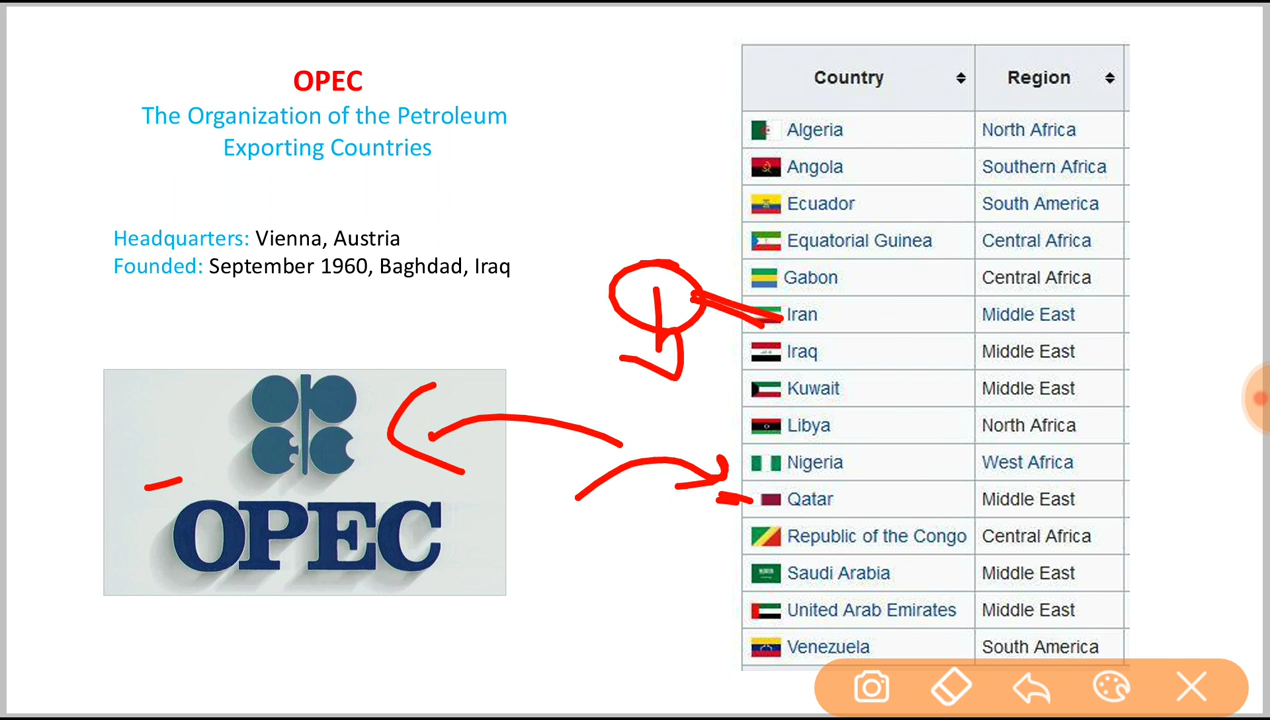 OPEC
The Organization of the Petroleum
Exporting Countries
Headquarters: Vienna, Austria
Founded: September 1960, Baghdad, Iraq
OPEC
Country Region
Algeria North Africa
Angola Southern Africa
Ecuador South America
Equatorial Guinea Central Africa
Gabon Central Africa
Iran Middle East
Iraq Middle East
Kuwait Middle East
Libya North Africa
Nigeria West Africa
Qatar Middle East
Republic of the Congo Central Africa
Saudi Arabia Middle East
United Arab Emirates Middle East
Venezuela South America